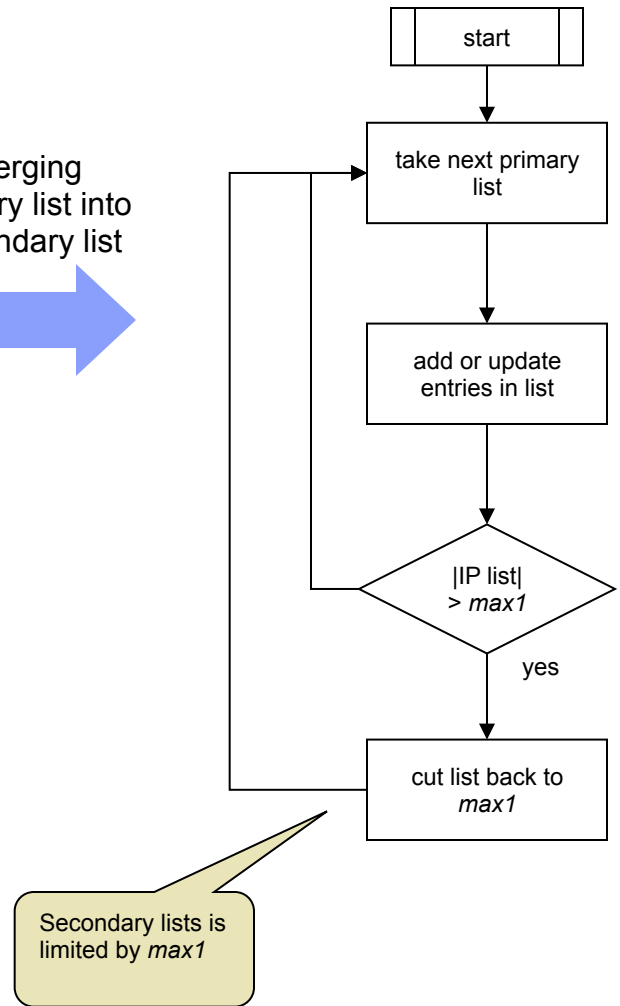 start
take next primary
list
erging
ry list into
ndary list
add or update
entries in list
|IP list|
> max1
yes
cut list back to
max1
Secondary lists is
limited by max1